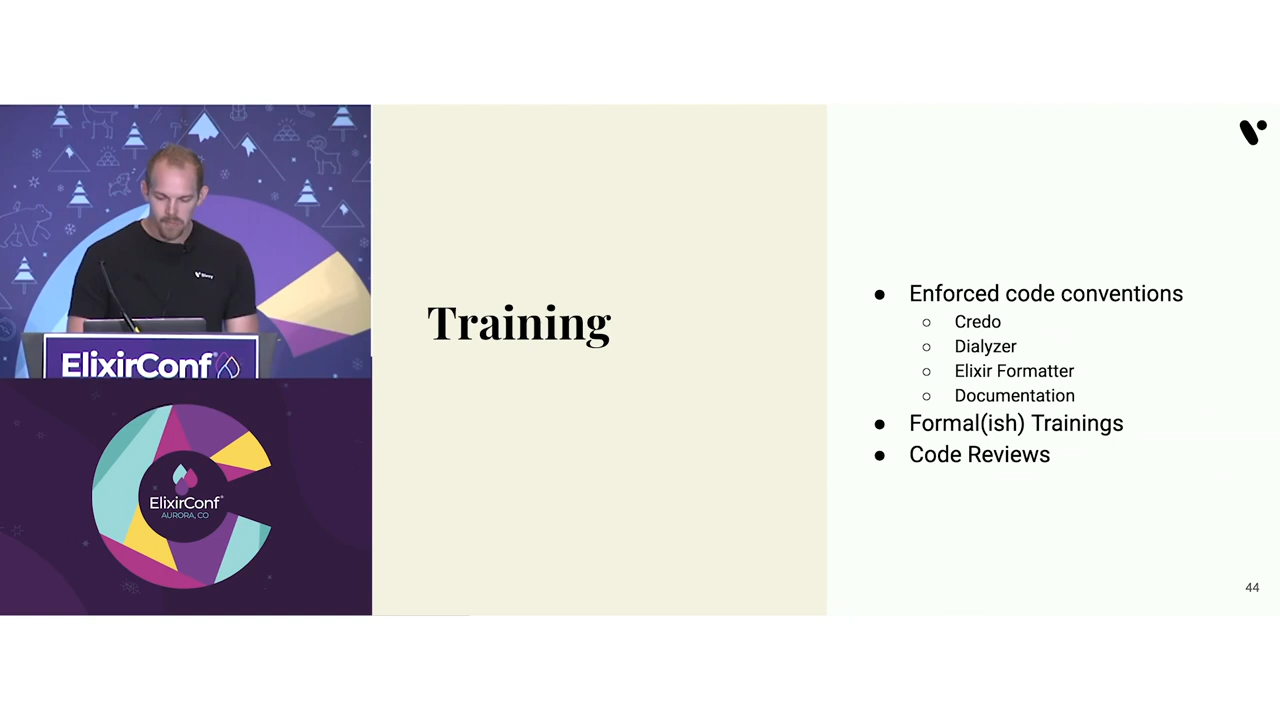 Divvy
ElixirConf
ElixirConf
AURORA, CO
Training
● Enforced code conventions
○ Credo
○ Dialyzer
○ Elixir Formatter
○ Documentation
● Formal(ish) Trainings
● Code Reviews
44